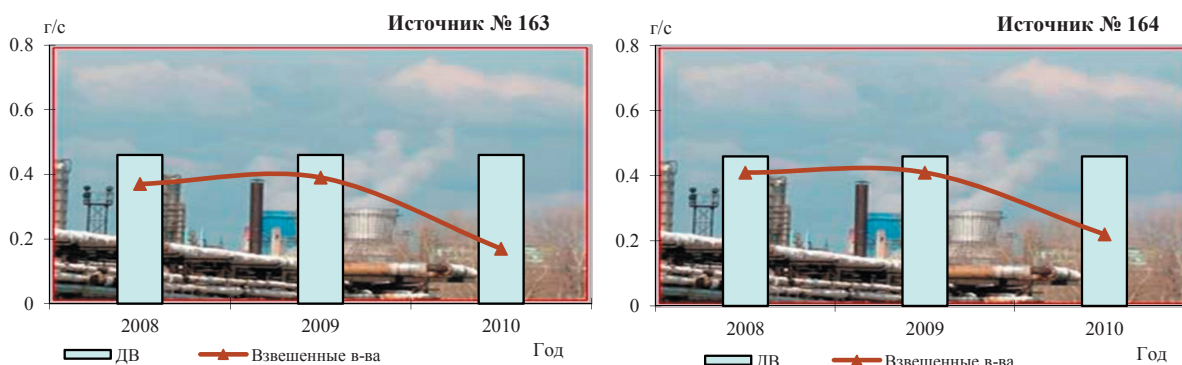 г/с
Источник № 163
0.8
0.6
0.4
0.2
0
2008
2009
2010
ДВ
Взвешенные в-ва
Год
г/с
Источник № 164
0.8
0.6
0.4
0.2
0
2008
2009
2010
ДВ
Взвешенные в-ва
Год